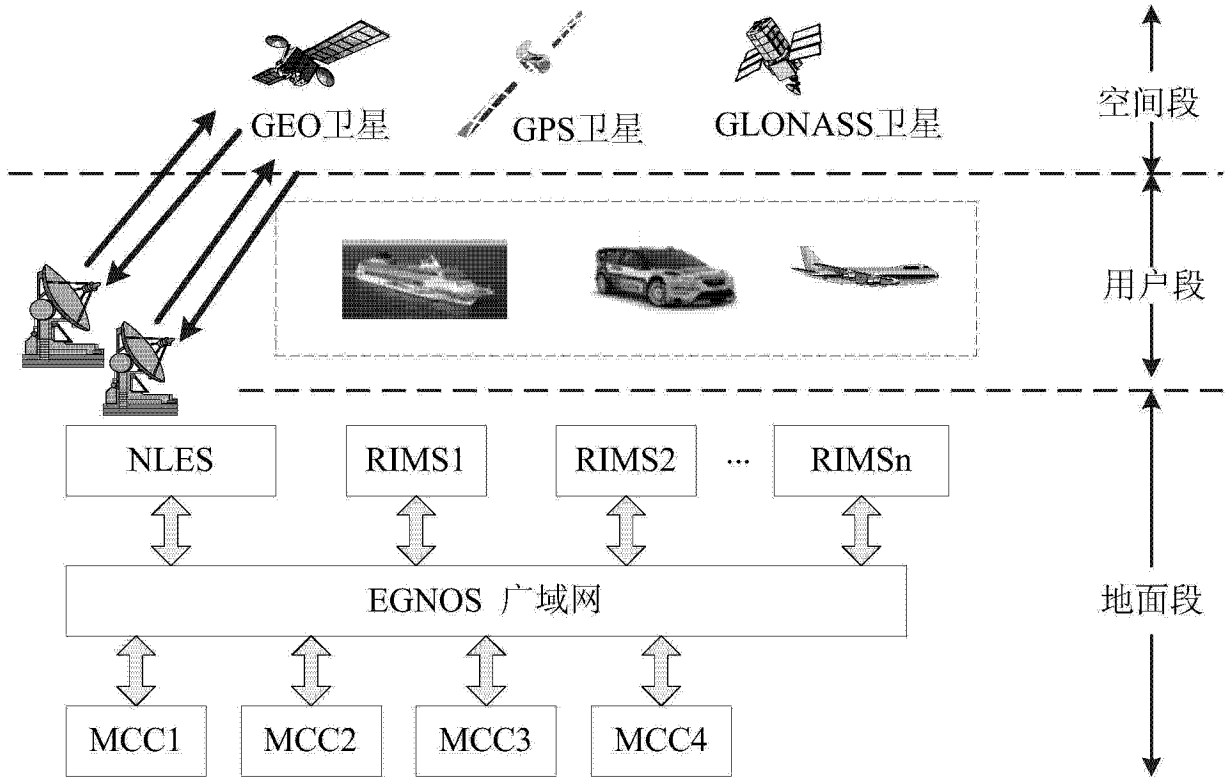 GEO卫星
GPS卫星
GLONASS卫星
空间段
用户段
NLES
RIMS1
RIMS2
...
RIMSn
EGNOS 广域网
地面段
MCC1
MCC2
MCC3
MCC4